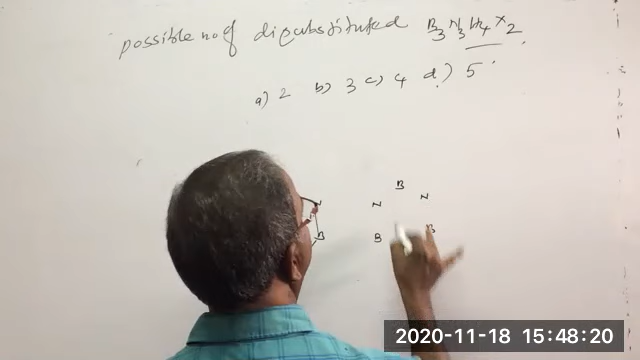 possible no of disubstituted B3N3H4X2
a) 2 b) 3 c) 4 d) 5
B
N N
B B B
2020-11-18 15:48:20